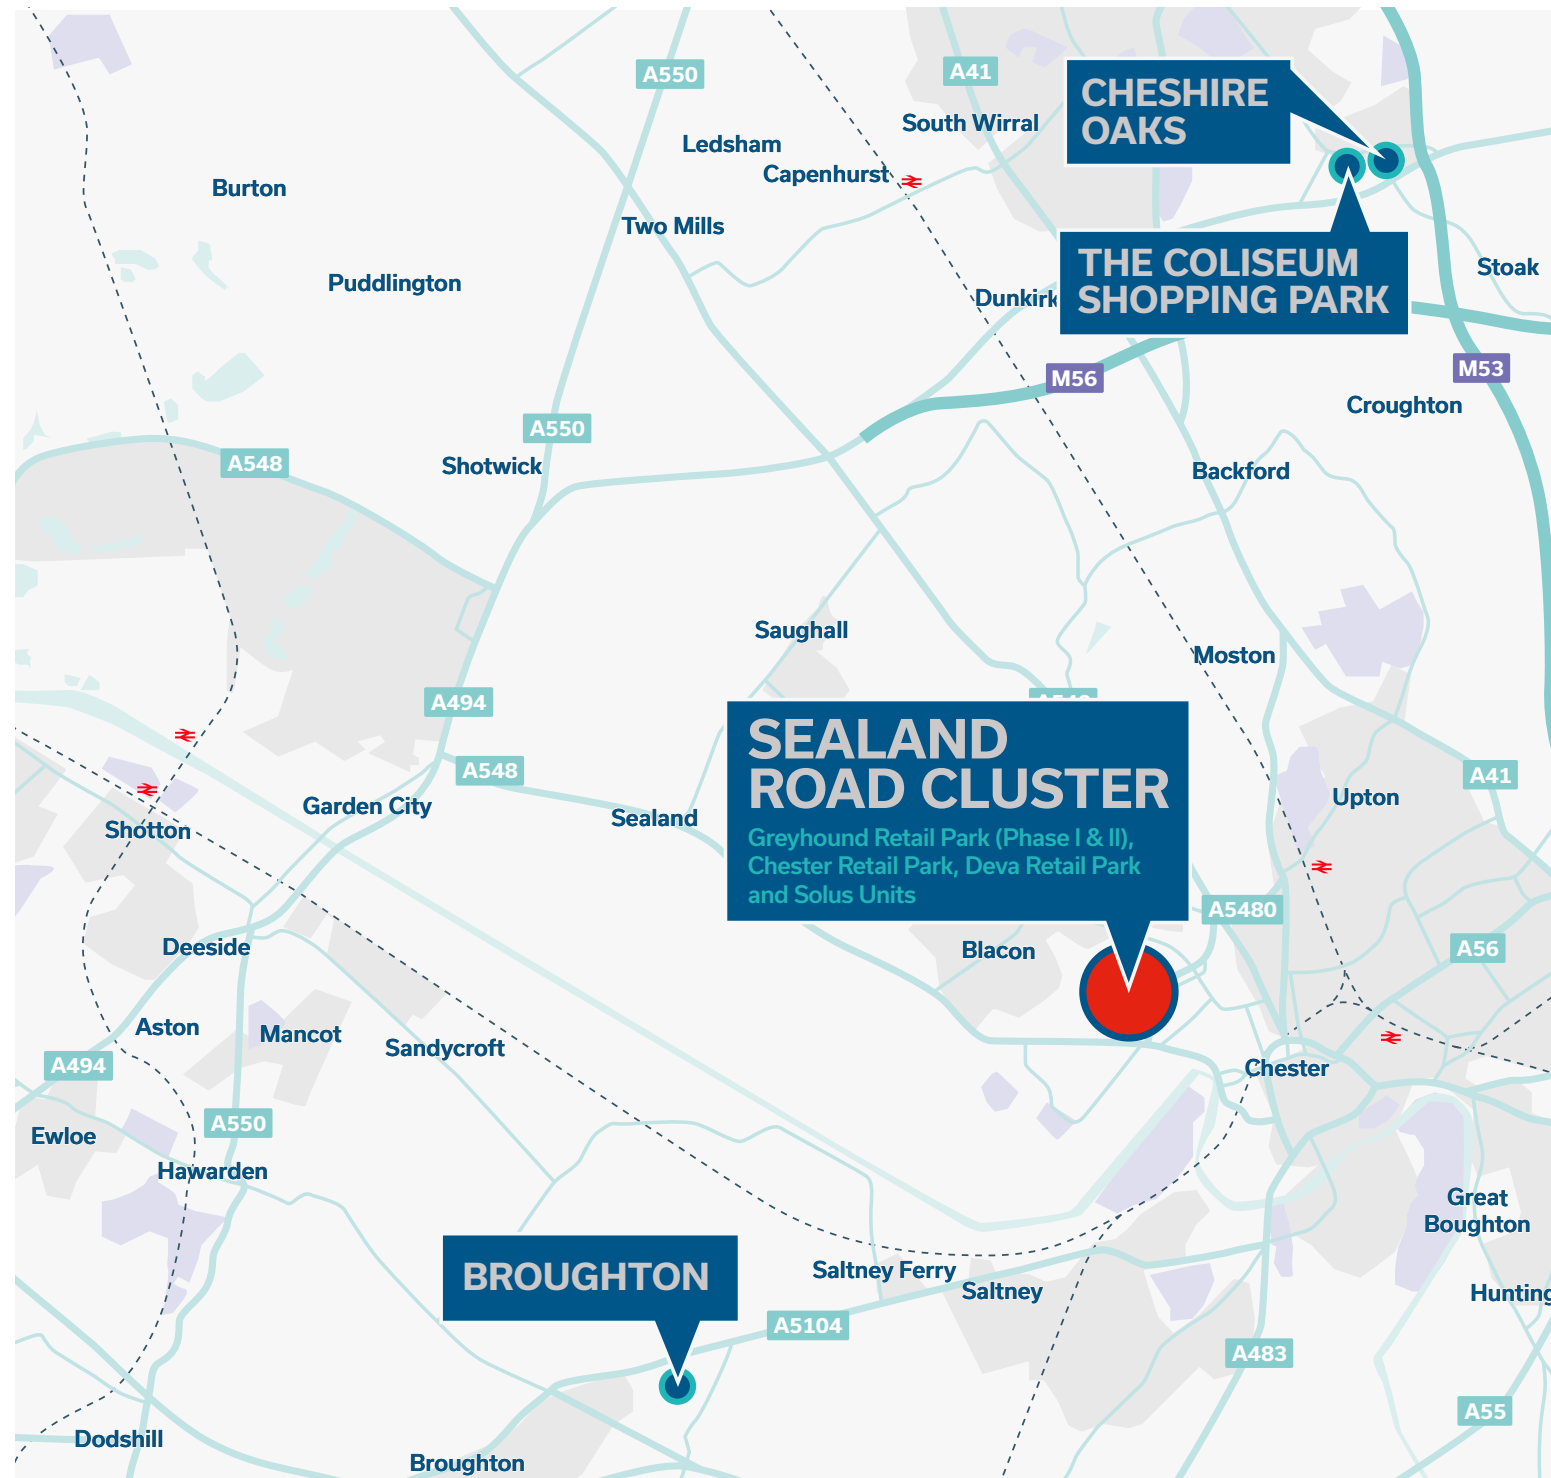 A550
A41
CHESHIRE
OAKS
South Wirral
Ledsham
Capenhurst
Burton
Two Mills
THE COLISEUM
SHOPPING PARK
Stoak
Puddlington
Dunkirk
M53
M56
Croughton
A550
A548
Shotwick
Backford
Saughall
Moston
A494
SEALAND
ROAD CLUSTER
Greyhound Retail Park (Phase I & II),
Chester Retail Park, Deva Retail Park
and Solus Units
A548
A41
Upton
Garden City
Sealand
Shotton
A5480
Deeside
Blacon
A56
Aston
Mancot
Sandycroft
A494
Chester
A550
Ewloe
Hawarden
Great
Boughton
BROUGHTON
Saltney Ferry
Saltney
Hunting
A5104
A483
A55
Dodshill
Broughton